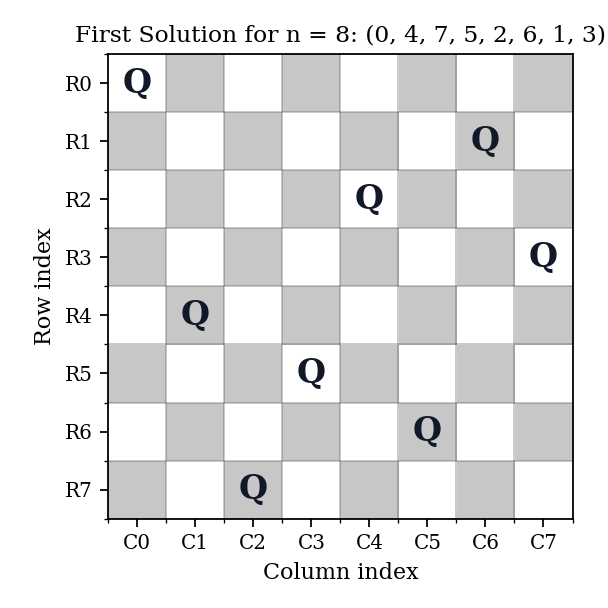 First Solution for n = 8: (0, 4, 7, 5, 2, 6, 1, 3)
Row index
R0 Q
R1 Q
R2 Q
R3 Q
R4 Q
R5 Q
R6 Q
R7 Q
C0 C1 C2 C3 C4 C5 C6 C7
Column index